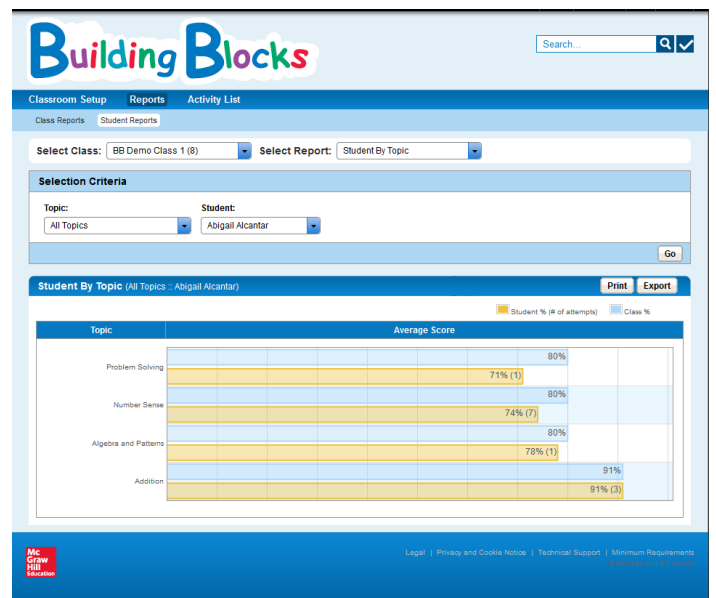 Building Blocks
Search...
Classroom Setup Reports Activity List
Class Reports Student Reports
Select Class: BB Demo Class 1 (8) Select Report: Student By Topic
Selection Criteria
Topic: Student:
All Topics Abigail Alcantar
Go
Student By Topic (All Topics :: Abigail Alcantar) Print Export
Student % (# of attempts) Class %
Topic Average Score
80%
Problem Solving
71% (1)
80%
Number Sense
74% (7)
80%
Algebra and Patterns
78% (1)
91%
Addition
91% (3)
Mc
Graw
Hill
Education
Legal | Privacy and Cookie Notice | Technical Support | Minimum Requirements